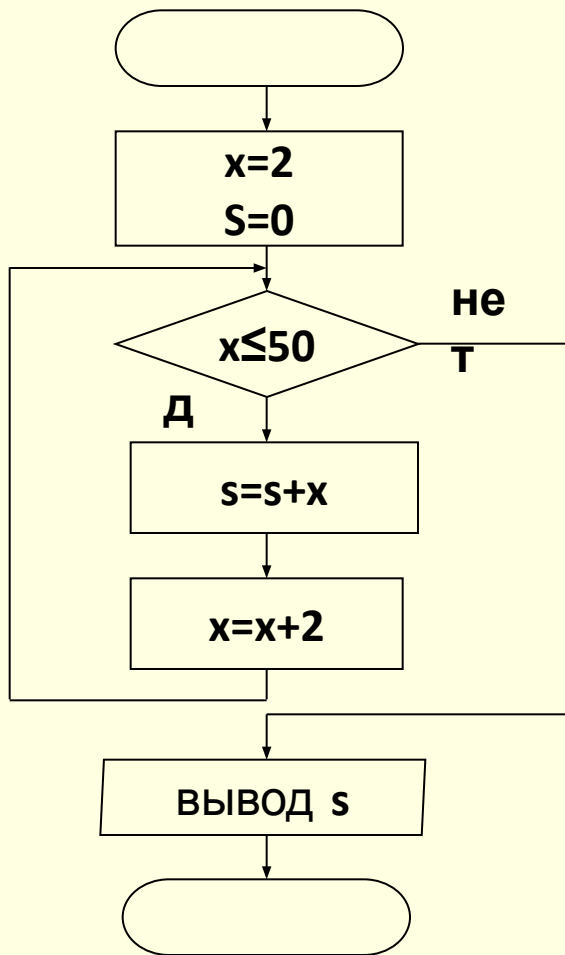 x=2
S=0
x≤50
не
т
д
s=s+x
x=x+2
вывод s